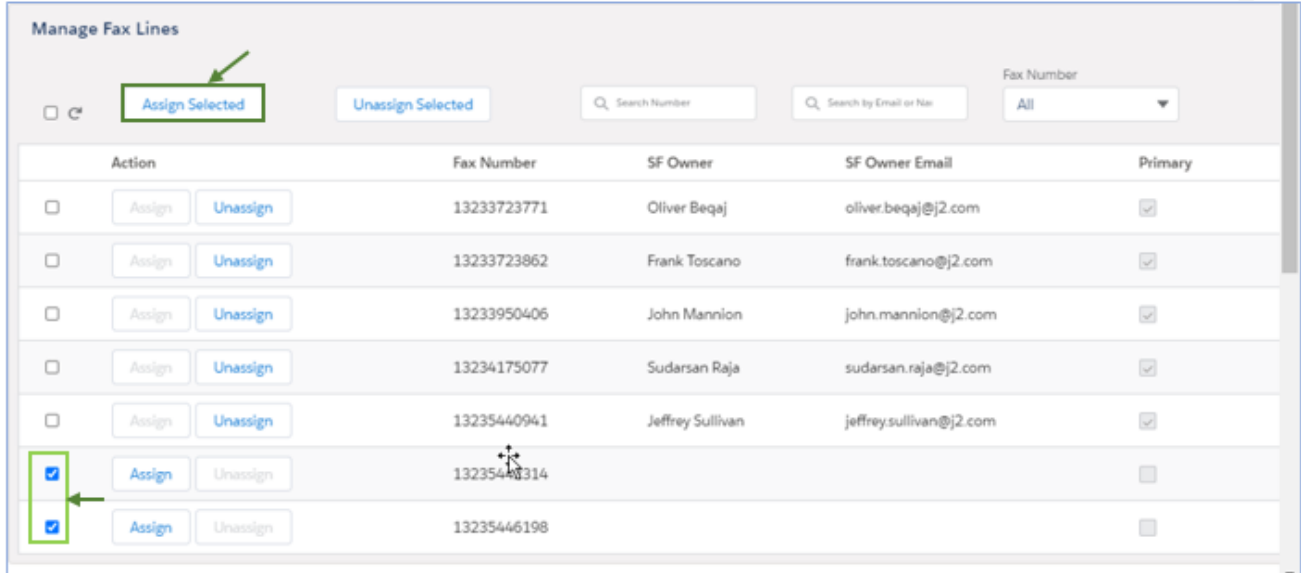 Manage Fax Lines
Fax Number
Assign Selected Unassign Selected Search Number Search by Email or Nar All
Action Fax Number SF Owner SF Owner Email Primary
Assign Unassign 13233723771 Oliver Beqaj oliver.beqaj@j2.com
Assign Unassign 13233723862 Frank Toscano frank.toscano@j2.com
Assign Unassign 13233950406 John Mannion john.mannion@j2.com
Assign Unassign 13234175077 Sudarsan Raja sudarsan.raja@j2.com
Assign Unassign 13235440941 Jeffrey Sullivan jeffrey.sullivan@j2.com
Assign Unassign
Assign Unassign 13235446198